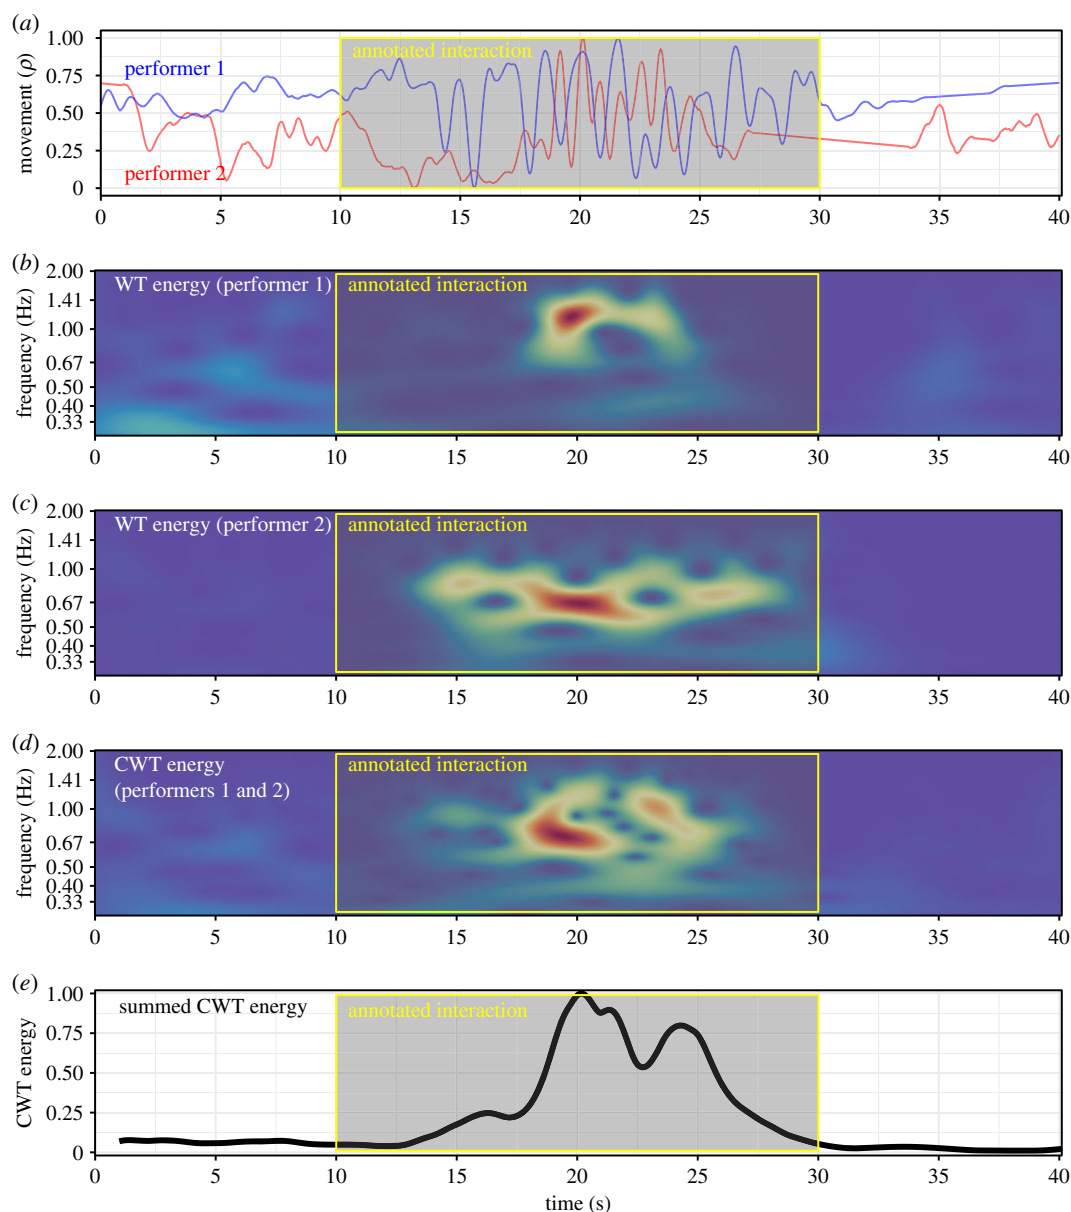 (a)
movement (ρ)
1.00
0.75
0.50
0.25
0
annotated interaction
performer 1
performer 2
0 5 10 15 20 25 30 35 40
(b)
frequency (Hz)
2.00
1.41
1.00
0.67
0.50
0.40
0.33
WT energy (performer 1)
annotated interaction
0 5 10 15 20 25 30 35 40
(c)
frequency (Hz)
2.00
1.41
1.00
0.67
0.50
0.40
0.33
WT energy (performer 2)
annotated interaction
0 5 10 15 20 25 30 35 40
(d)
frequency (Hz)
2.00
1.41
1.00
0.67
0.50
0.40
0.33
CWT energy
(performers 1 and 2)
annotated interaction
0 5 10 15 20 25 30 35 40
(e)
CWT energy
1.00
0.75
0.50
0.25
0
summed CWT energy
annotated interaction
0 5 10 15 20 25 30 35 40
time (s)